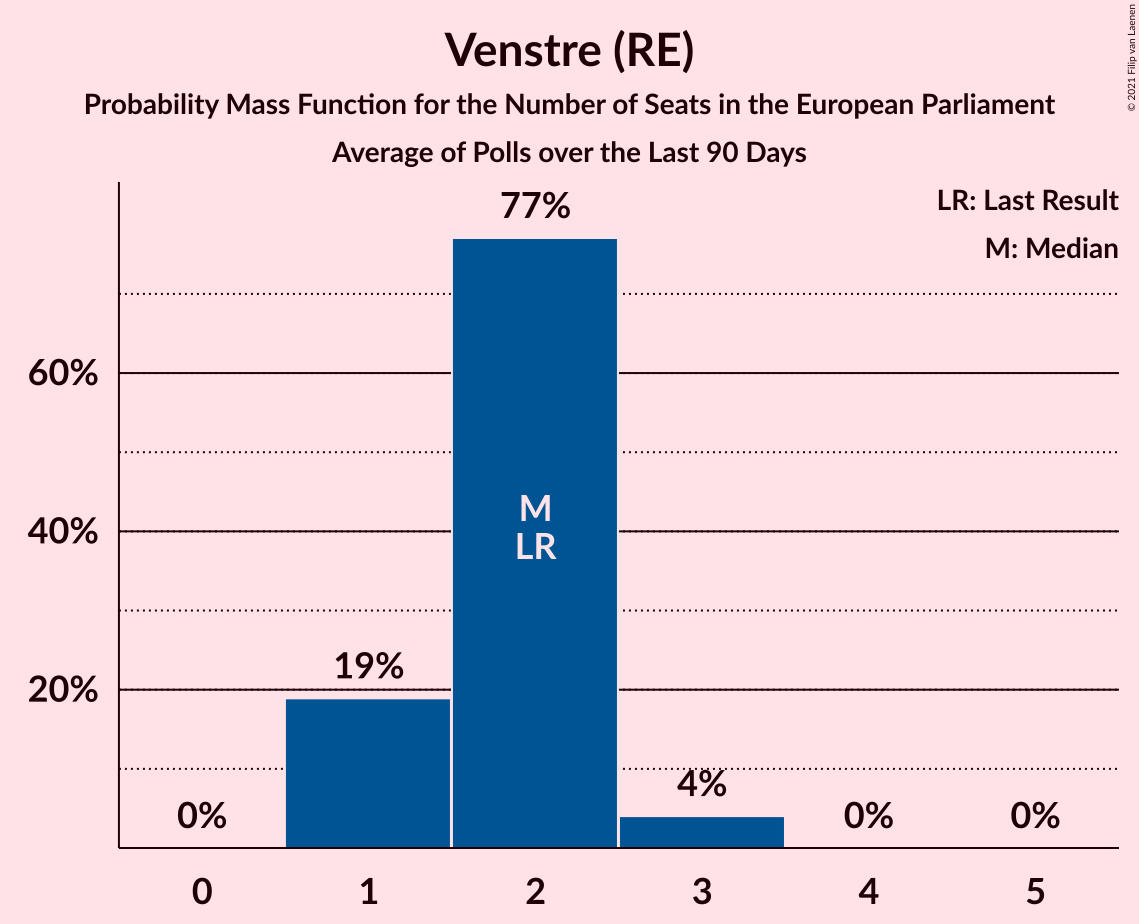 Venstre (RE)
Probability Mass Function for the Number of Seats in the European Parliament
Average of Polls over the Last 90 Days
© 2021 Filip van Laenen
LR: Last Result
M: Median
60%
40%
20%
0%
19%
77%
M
LR
4%
0%
0%
0
1
2
3
4
5